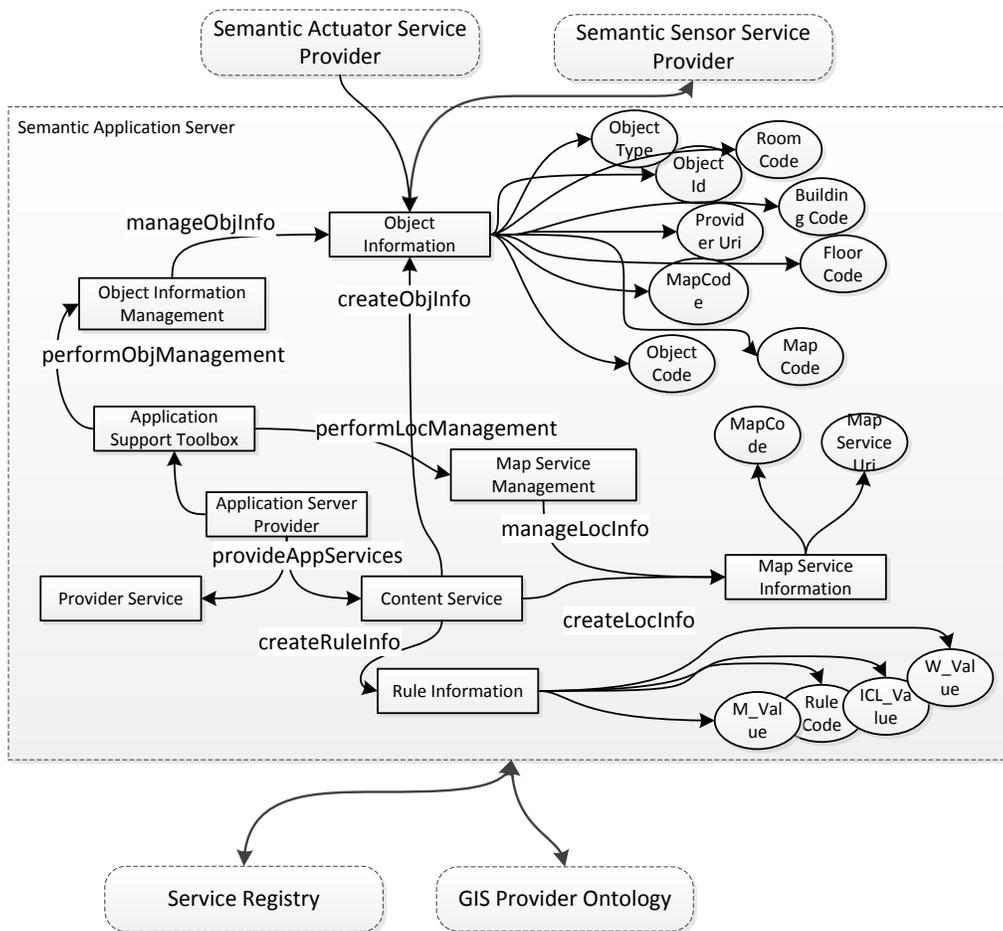 Semantic Actuator Service
Provider
Semantic Sensor Service
Provider
Semantic Application Server
Object
Type
Room
Code
Object
Id
Buildin
g Code
manageObjInfo
Object
Information
Provid
er Uri
Floor
Code
Object Information
Management
createObjInfo
MapCod
e
performObjManagement
Object
Code
Map
Code
Application
Support Toolbox
performLocManagement
MapCo
de
Map
Service
Uri
Map Service
Management
Application Server
Provider
manageLocInfo
provideAppServices
Map Service
Information
Provider Service
Content Service
createLocInfo
createRuleInfo
Rule Information
W_Val
ue
ICL_Va
lue
Rule
Code
M_Val
ue
Service Registry
GIS Provider Ontology